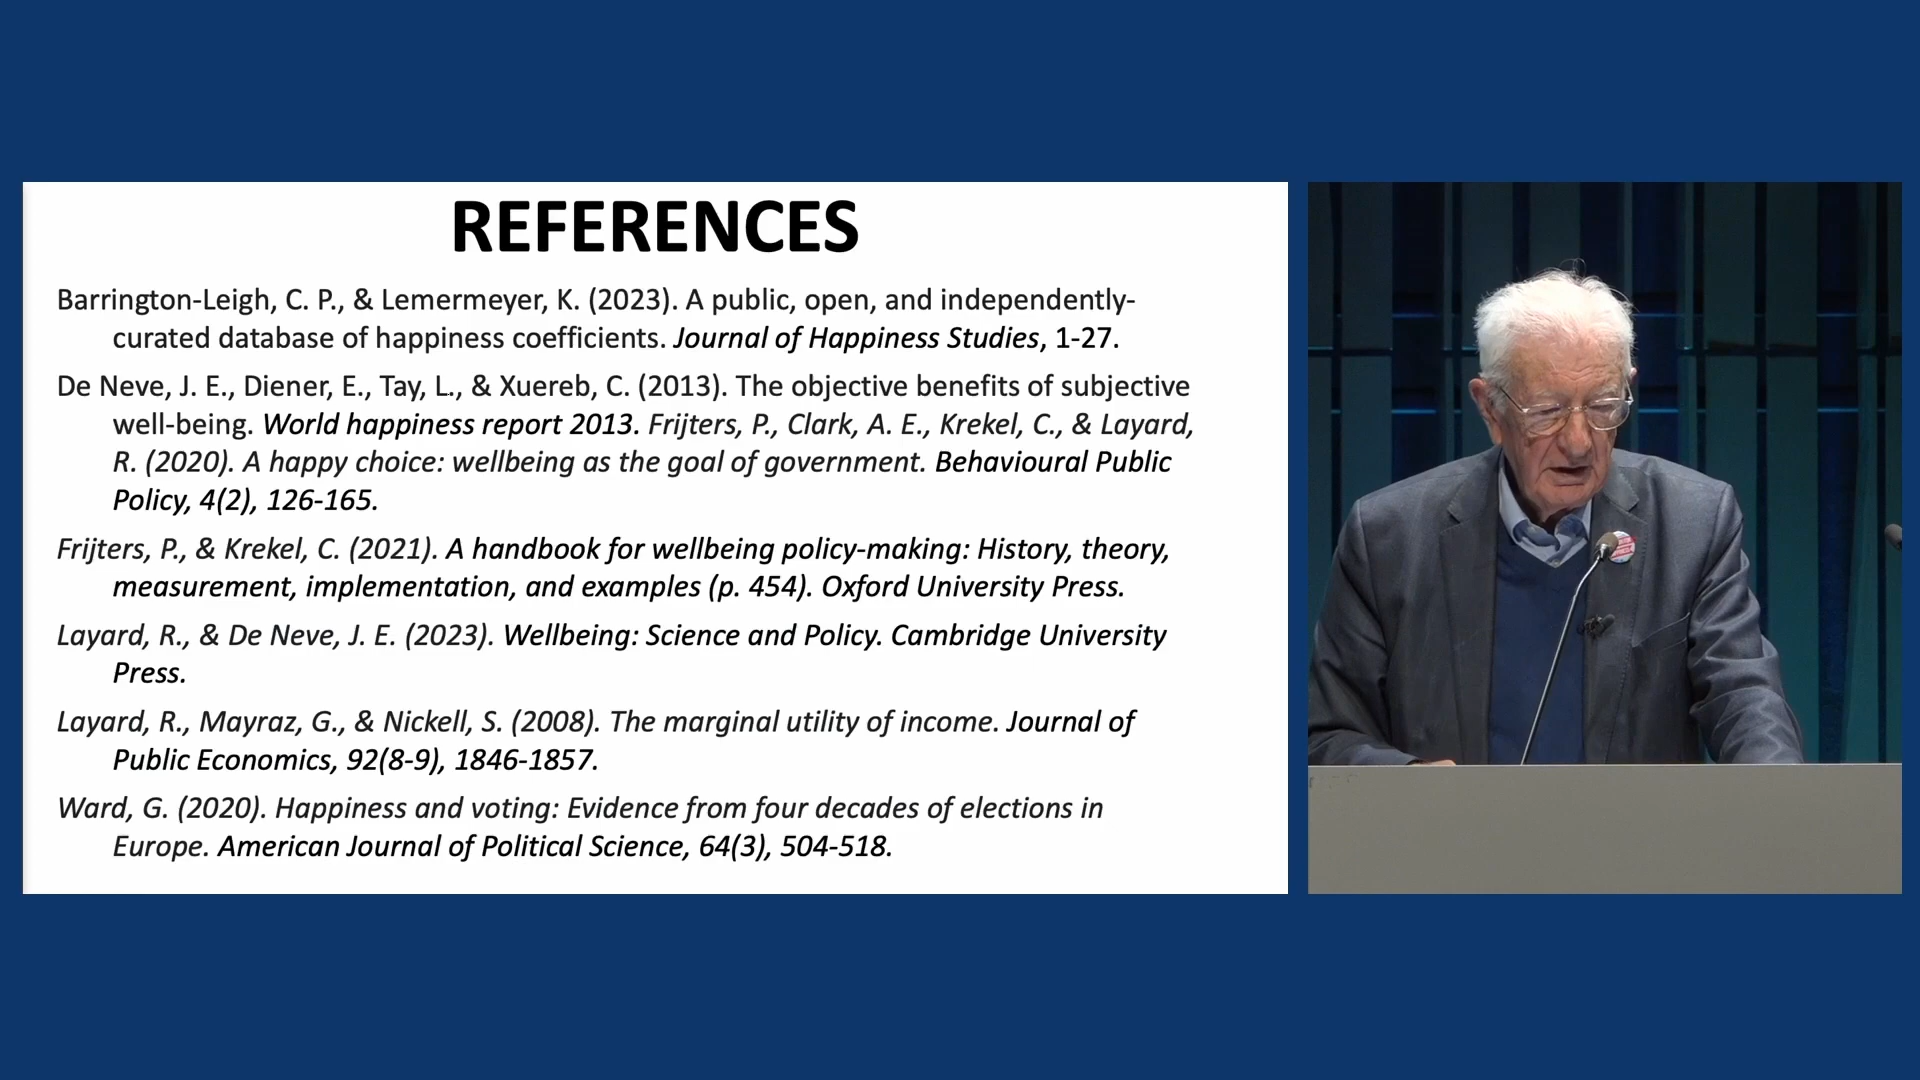 REFERENCES
Barrington-Leigh, C. P., & Lemermeyer, K. (2023). A public, open, and independently-
curated database of happiness coefficients. Journal of Happiness Studies, 1-27.
De Neve, J. E., Diener, E., Tay, L., & Xuereb, C. (2013). The objective benefits of subjective
well-being. World happiness report 2013. Frijters, P., Clark, A. E., Krekel, C., & Layard,
R. (2020). A happy choice: wellbeing as the goal of government. Behavioural Public
Policy, 4(2), 126-165.
Frijters, P., & Krekel, C. (2021). A handbook for wellbeing policy-making: History, theory,
measurement, implementation, and examples (p. 454). Oxford University Press.
Layard, R., & De Neve, J. E. (2023). Wellbeing: Science and Policy. Cambridge University
Press.
Layard, R., Mayraz, G., & Nickell, S. (2008). The marginal utility of income. Journal of
Public Economics, 92(8-9), 1846-1857.
Ward, G. (2020). Happiness and voting: Evidence from four decades of elections in
Europe. American Journal of Political Science, 64(3), 504-518.